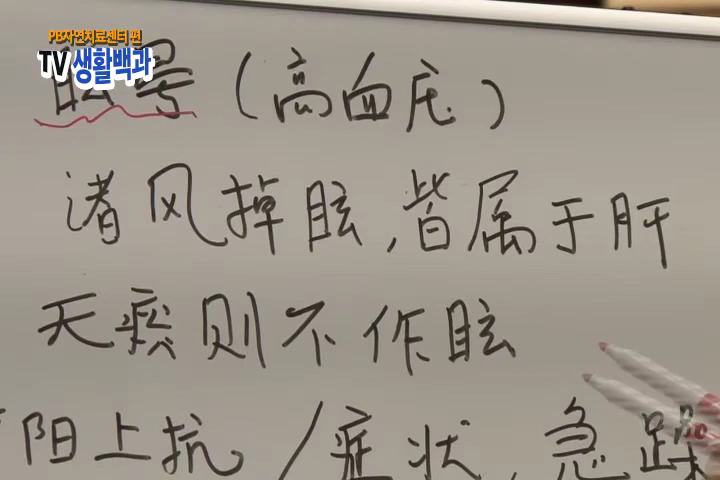 PB자연치료센터 편
TV 생활백과
眩晕 (高血压)
渚风掉眩,皆属于肝
天痰则不作眩
阳上抗/症状,急躁